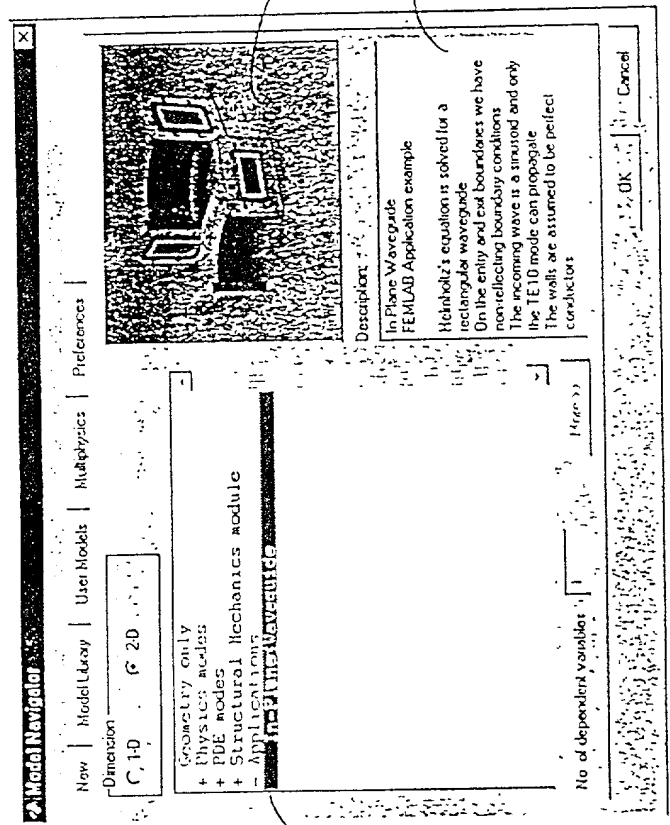 Model Navigator
New Model Library User Models Multiphysics Preferences
Dimension
1-D 2-D
Geometry only
+ Physics modes
+ PDE modes
+ Structural Mechanics module
- Applications
In-Plane Waveguide
No of dependent variables 1
More >>
Description:
In Plane Waveguide
FEMLAD Application example
Helmholtz's equation is solved for a
rectangular waveguide
On the entry and exit boundaries we have
non-reflecting boundary conditions
The incoming wave is a sinusoid and only
the TE10 mode can propagate
The walls are assumed to be perfect
conductors
OK Cancel